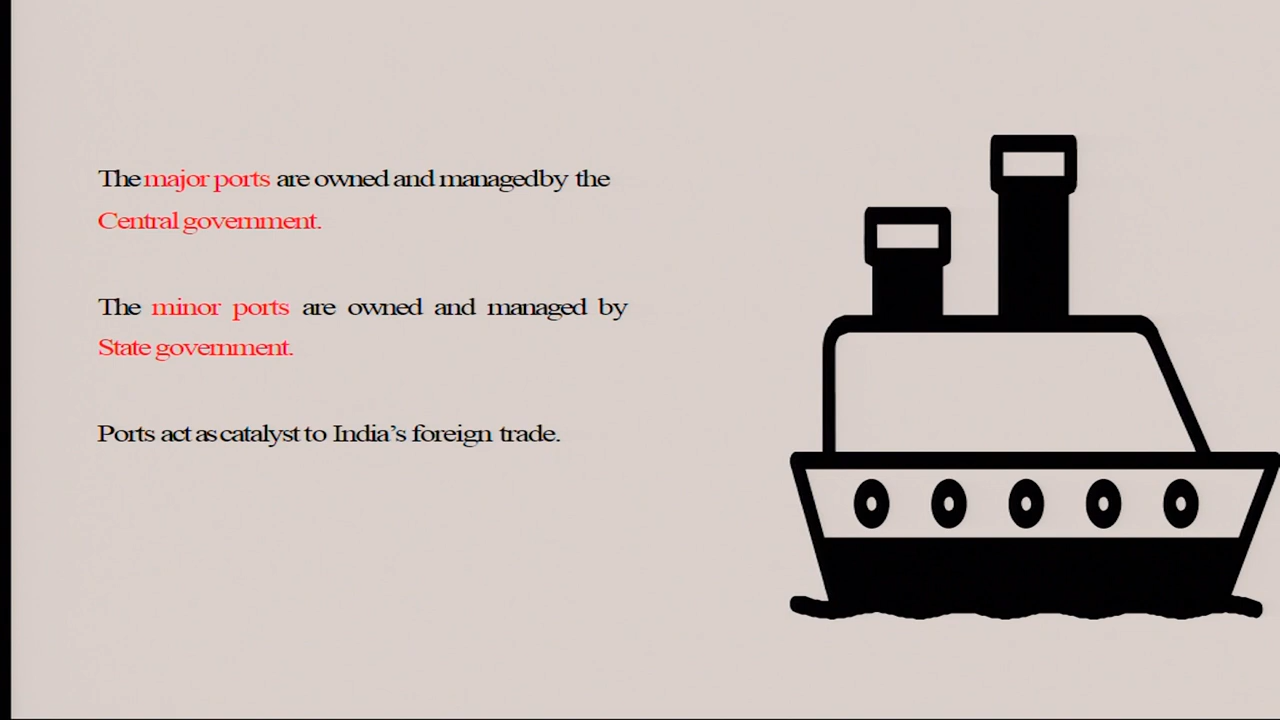 The major ports are owned and managedby the
Central government.
The minor ports are owned and managed by
State government.
Ports act as catalyst to India’s foreign trade.